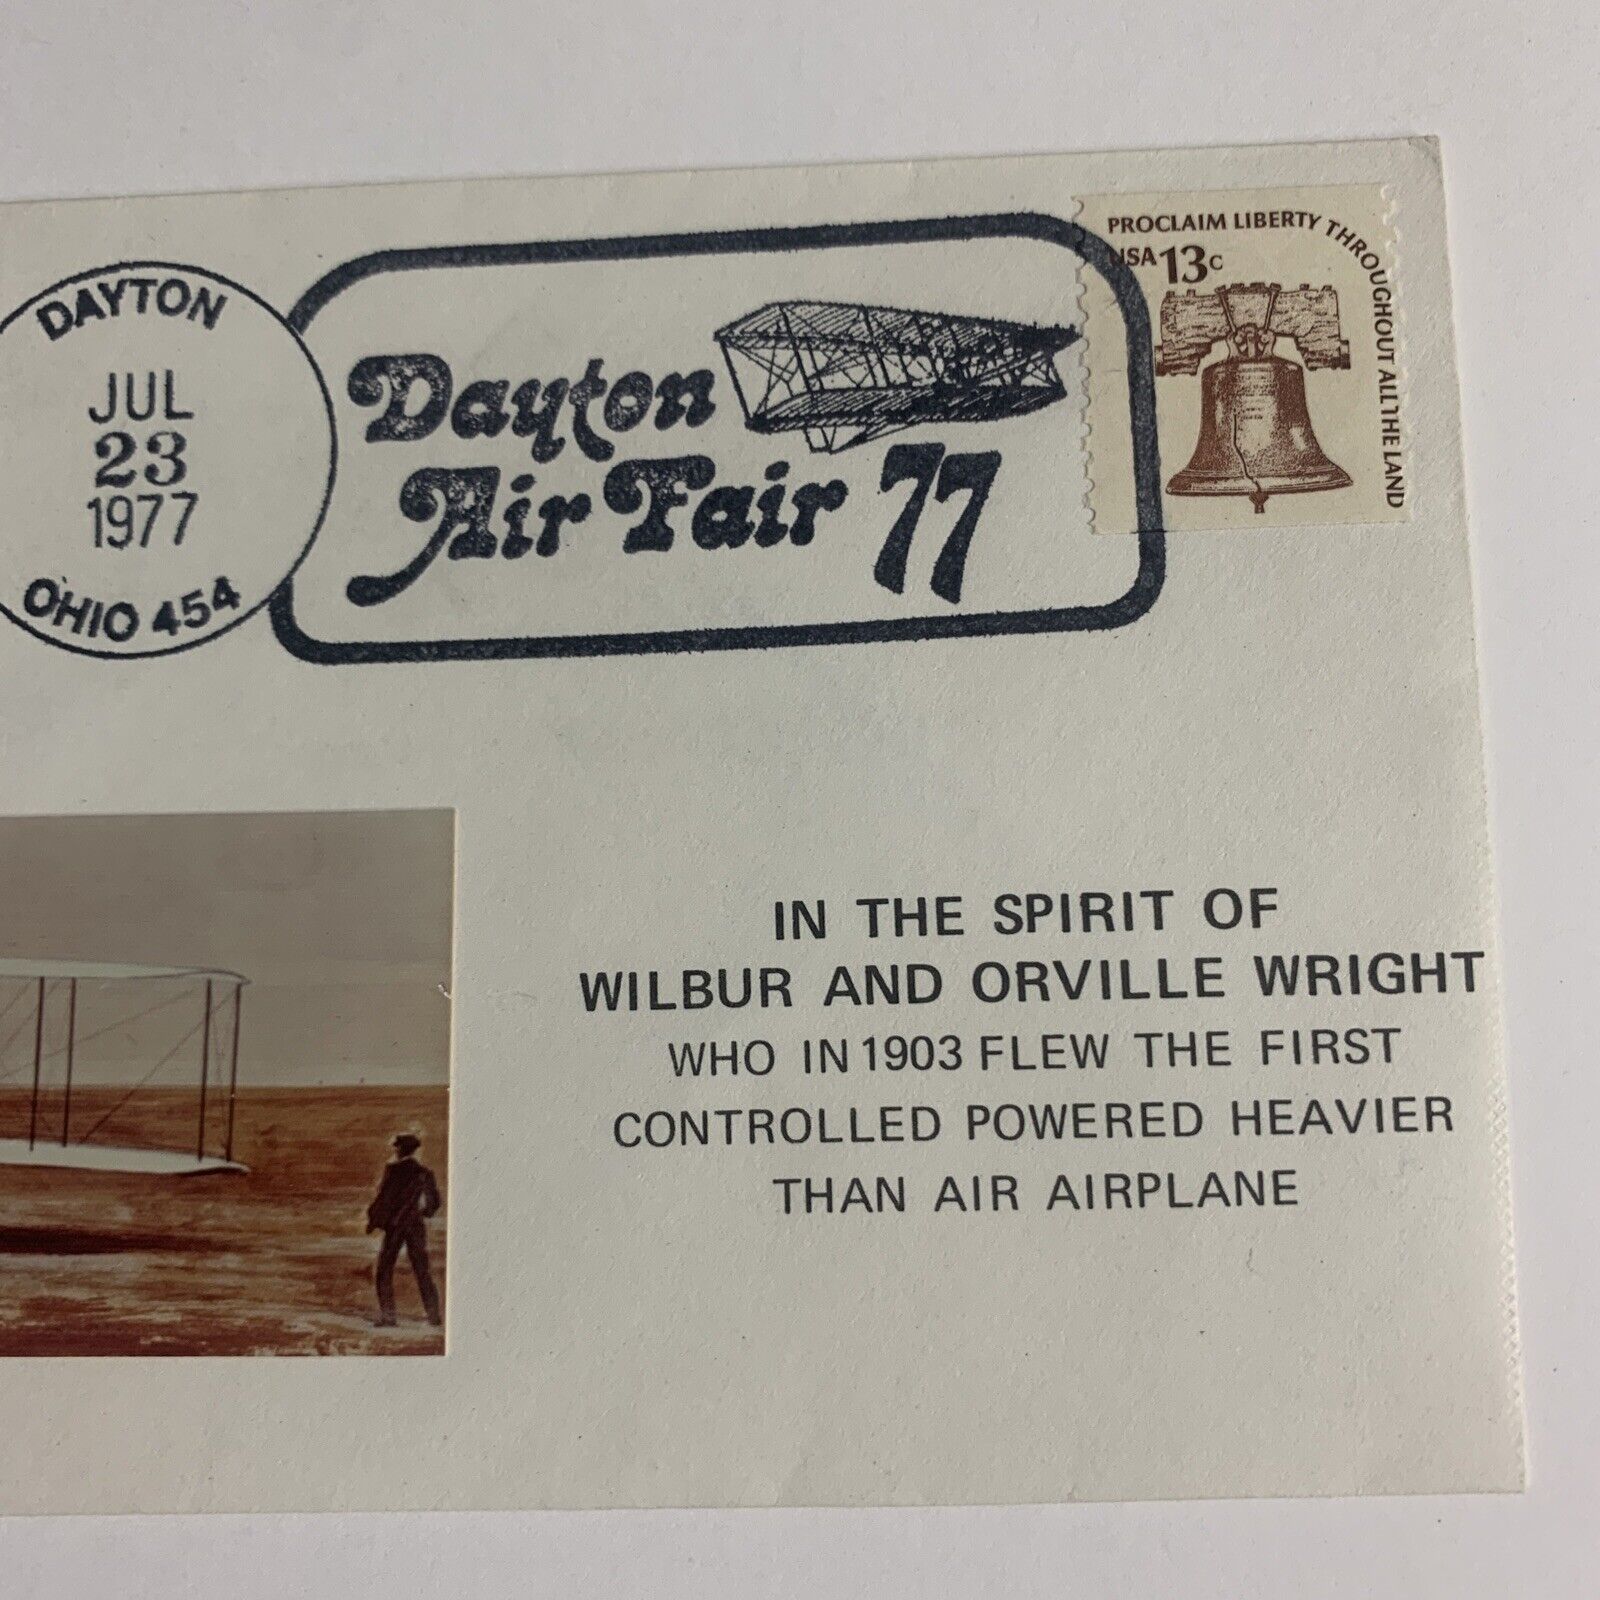 DAYTON
JUL
23
1977
OHIO 454
Dayton
Air Fair 77
PROCLAIM LIBERTY THROUGHOUT ALL THE LAND
USA 13c
IN THE SPIRIT OF
WILBUR AND ORVILLE WRIGHT
WHO IN 1903 FLEW THE FIRST
CONTROLLED POWERED HEAVIER
THAN AIR AIRPLANE